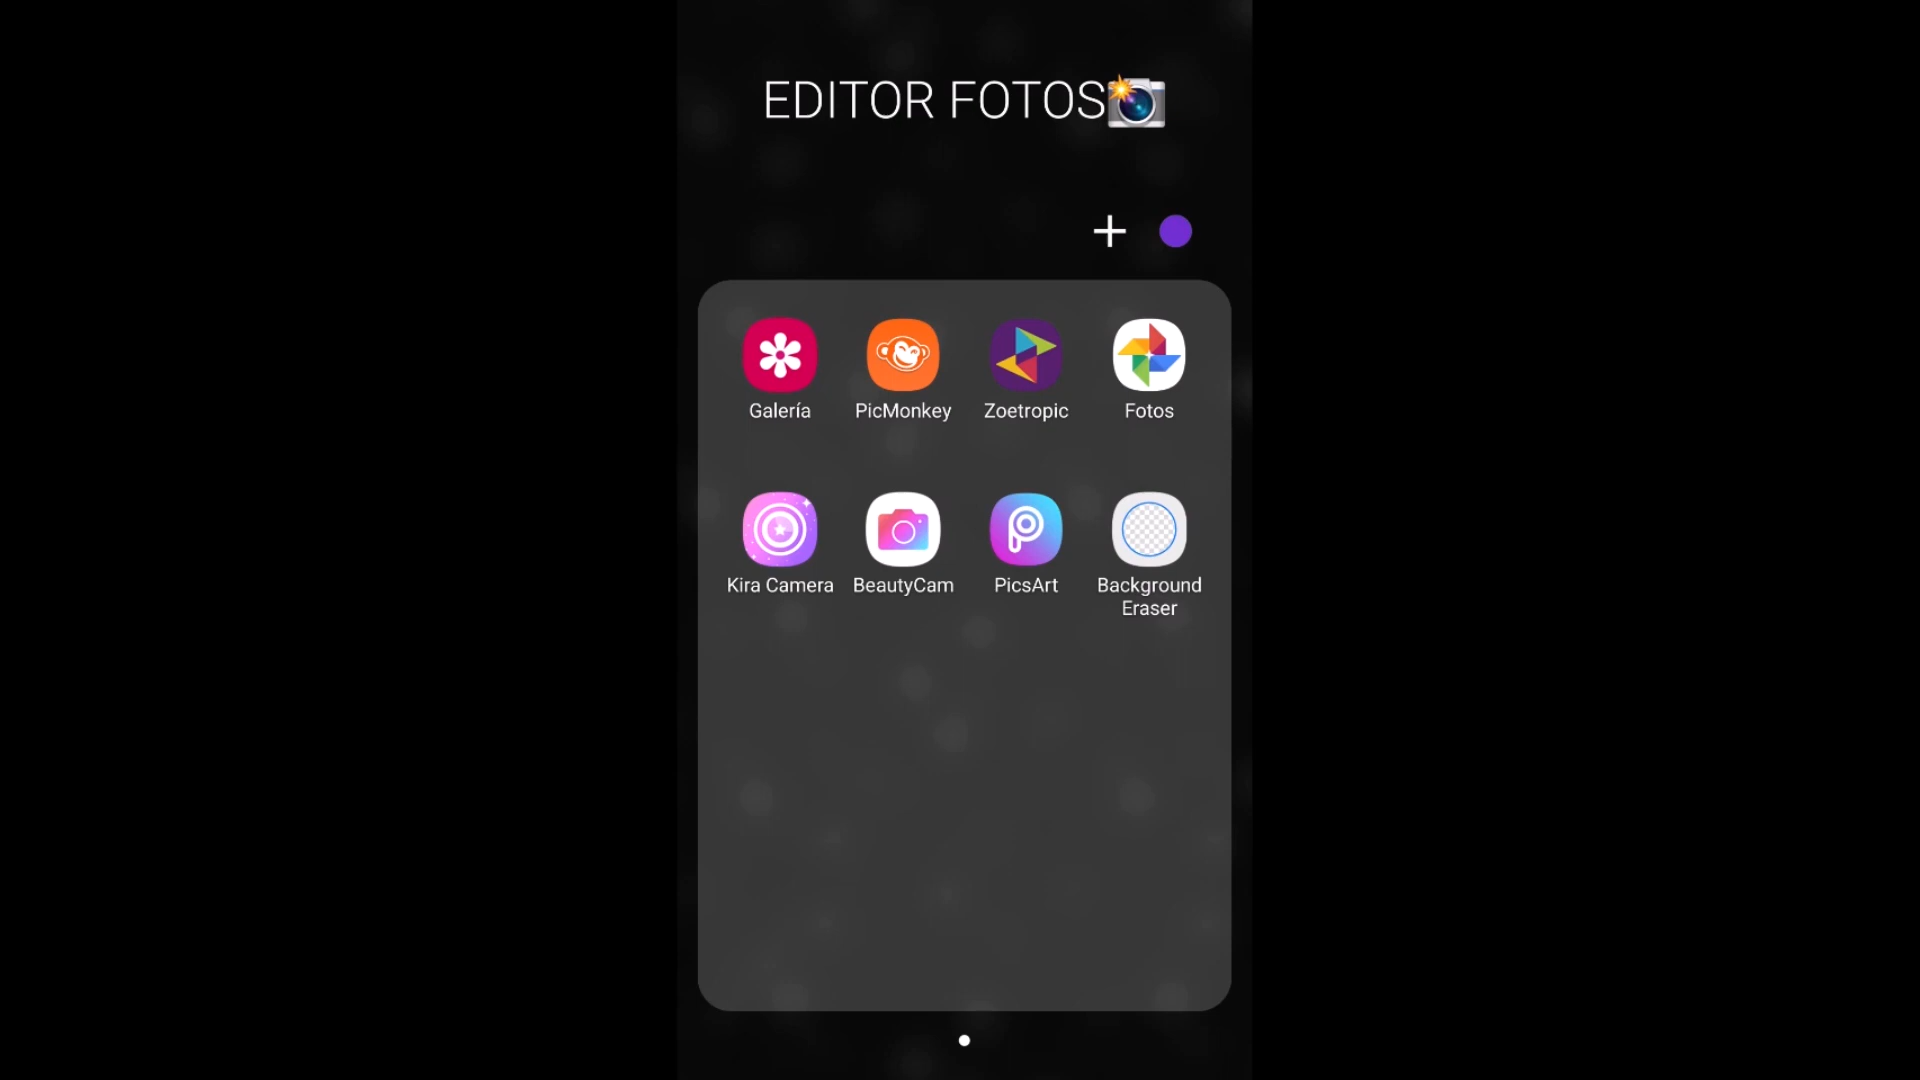 EDITOR FOTOS📸
Galería
PicMonkey
Zoetropic
Fotos
Kira Camera
BeautyCam
PicsArt
Background
Eraser